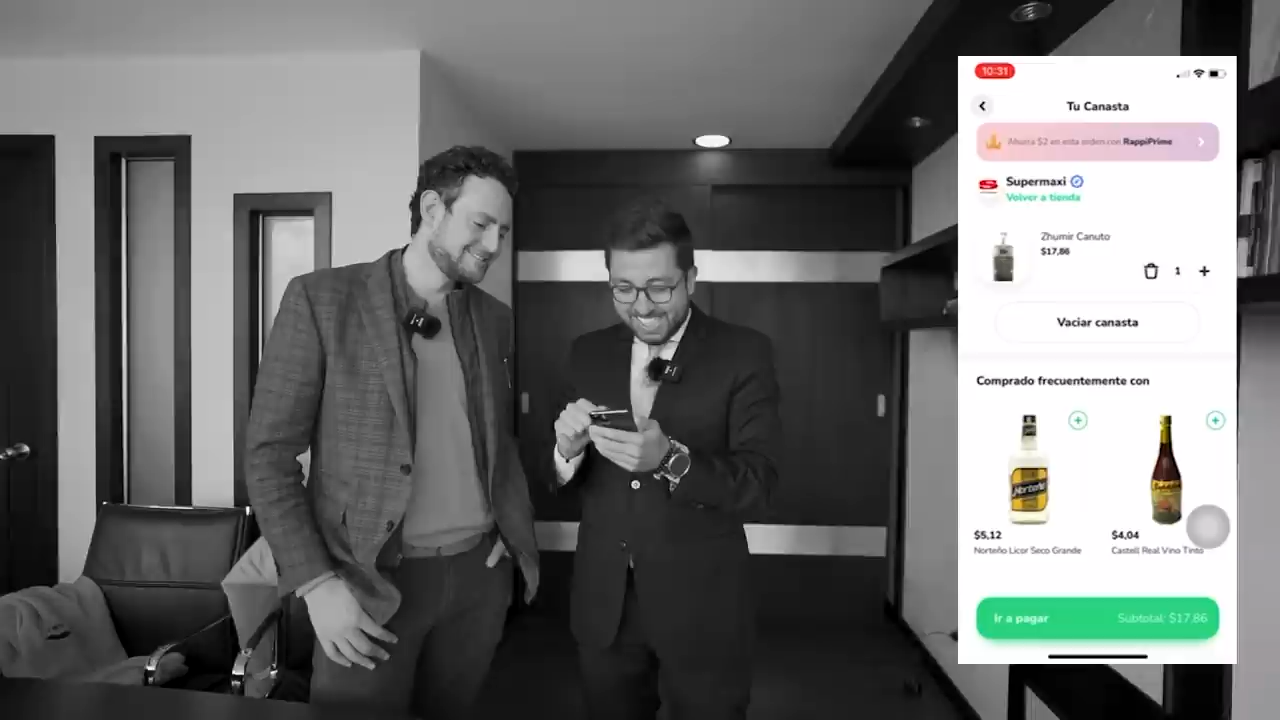 10:31
Tu Canasta
Ahorra $2 en esta orden con RappiPrime
Supermaxi
Volver a tienda
Zhumir Canuto
$17,86
1
Vaciar canasta
Comprado frecuentemente con
Norteño
$5,12
Norteño Licor Seco Grande
$4,04
Castell Real Vino Tinto
Ir a pagar
Subtotal: $17,86